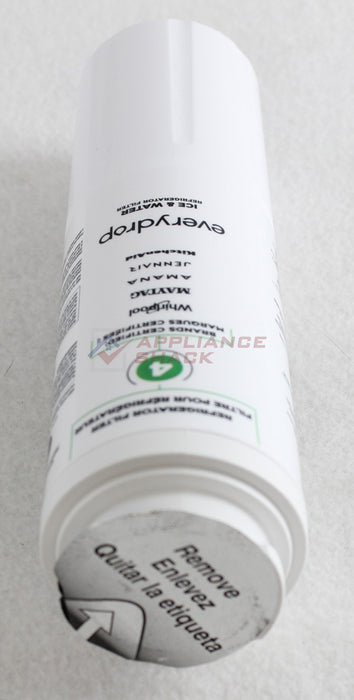 REFRIGERATOR FILTER
FILTRE POUR RÉFRIGÉRATEUR
4
BRANDS CERTIFIED
MARQUES CERTIFIÉES
Whirlpool
MAYTAG
AMANA
JENNAIR
KitchenAid
everydrop
ICE & WATER
REFRIGERATOR FILTER
APPLIANCE
SHACK
Remove
Enlevez
Quitar la etiqueta